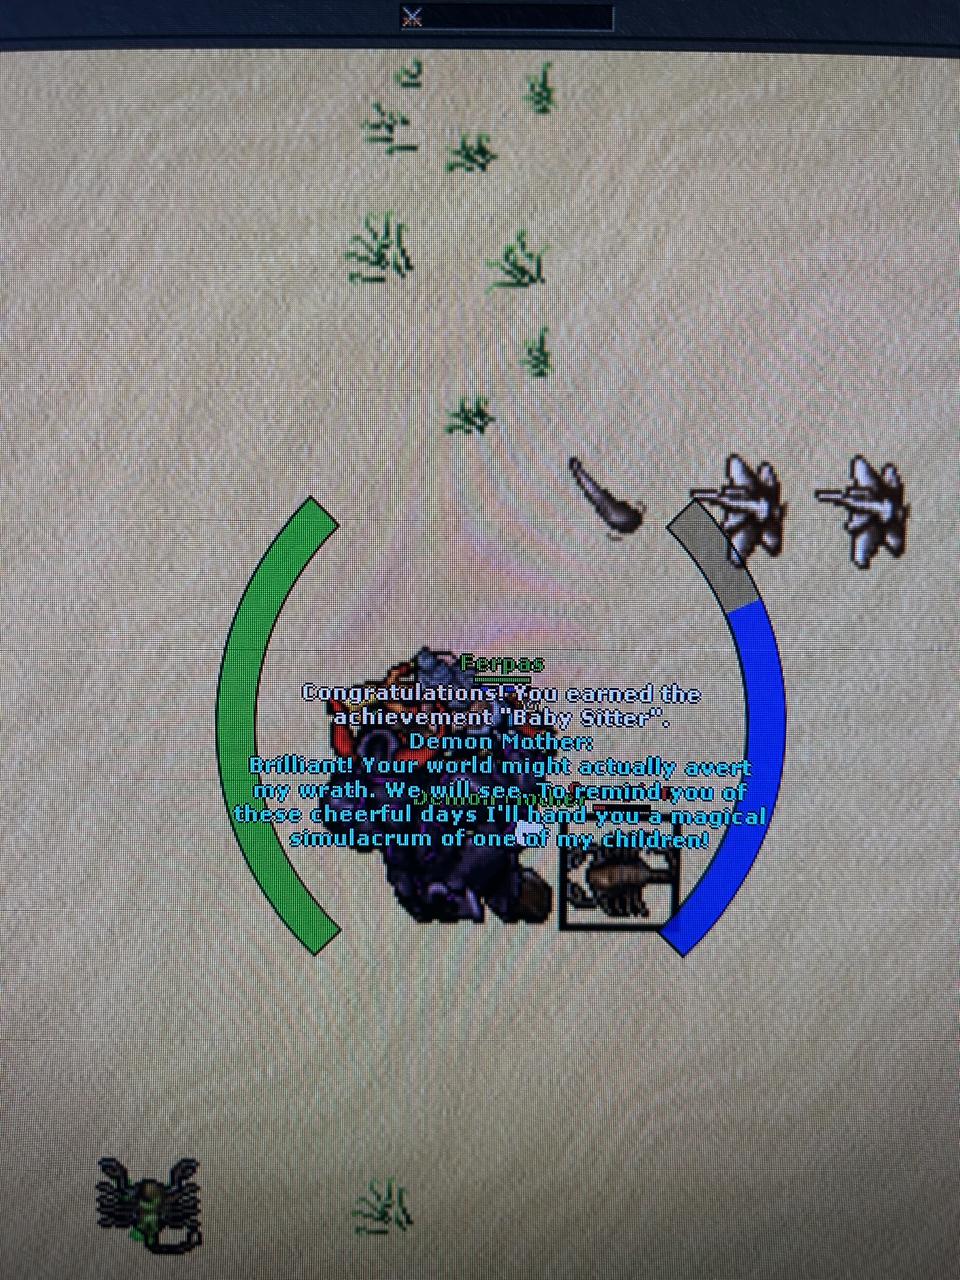 Ferpas
Congratulations! You earned the
achievement "Baby Sitter".
Demon Mother:
Brilliant! Your world might actually avert
my wrath. We will see. To remind you of
Demon Mother
these cheerful days I'll hand you a magical
simulacrum of one of my children!